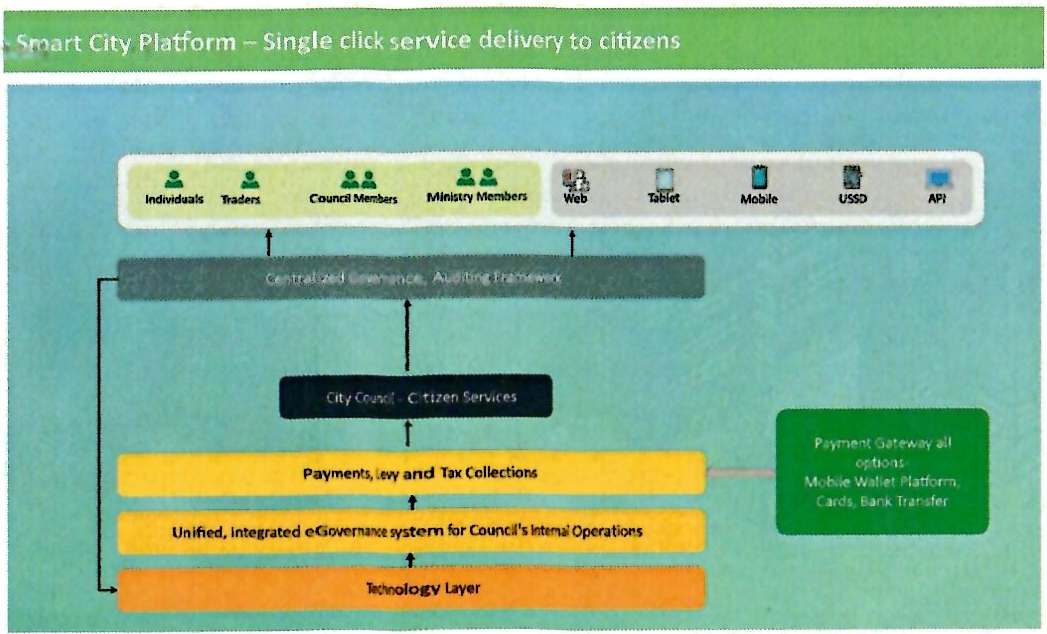 Smart City Platform – Single click service delivery to citizens
Individuals Traders Council Members Ministry Members Web Tablet Mobile USSD API
Centralized Governance, Auditing Framework
City Council - Citizen Services
Payment Gateway all
options-
Mobile Wallet Platform,
Cards, Bank Transfer
Payments, Levy and Tax Collections
Unified, Integrated eGovernance system for Council's Internal Operations
Technology Layer